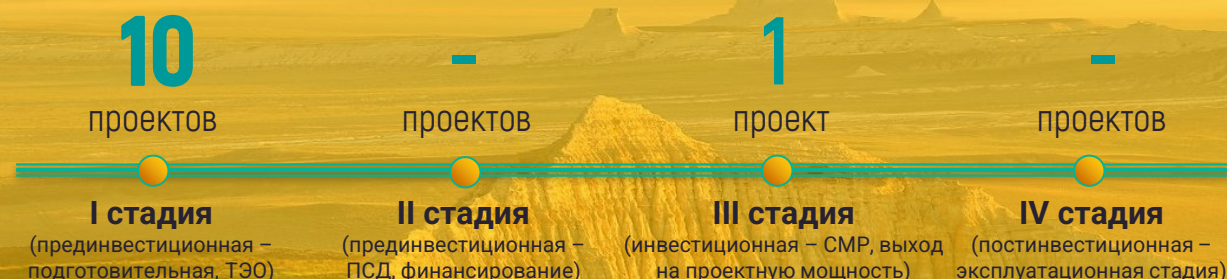 10
-
1
-
проектов
проектов
проект
проектов
I стадия
II стадия
III стадия
IV стадия
(прединвестиционная –
подготовительная, ТЭО)
(прединвестиционная –
ПСД, финансирование)
(инвестиционная – СМР, выход
на проектную мощность)
(постинвестиционная –
эксплуатационная стадия)